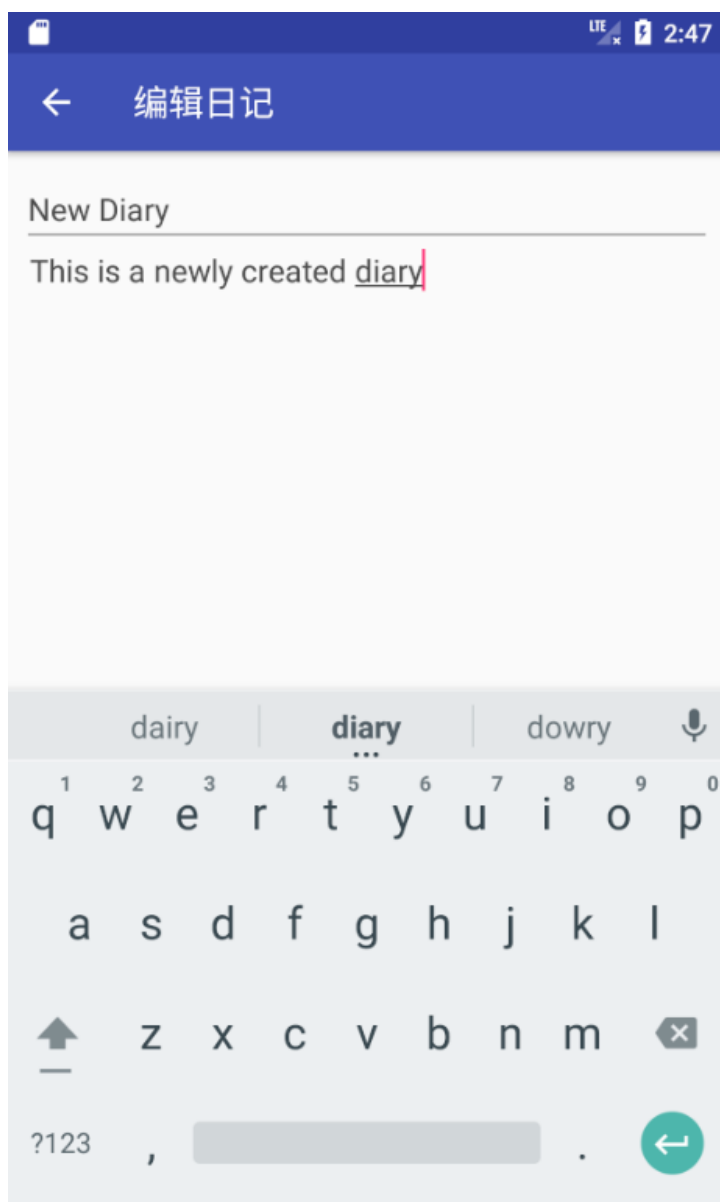 LTE 2:47
编辑日记
New Diary
This is a newly created diary
dairy diary dowry
1 2 3 4 5 6 7 8 9 0
q w e r t y u i o p
a s d f g h j k l
z x c v b n m
?123 , .